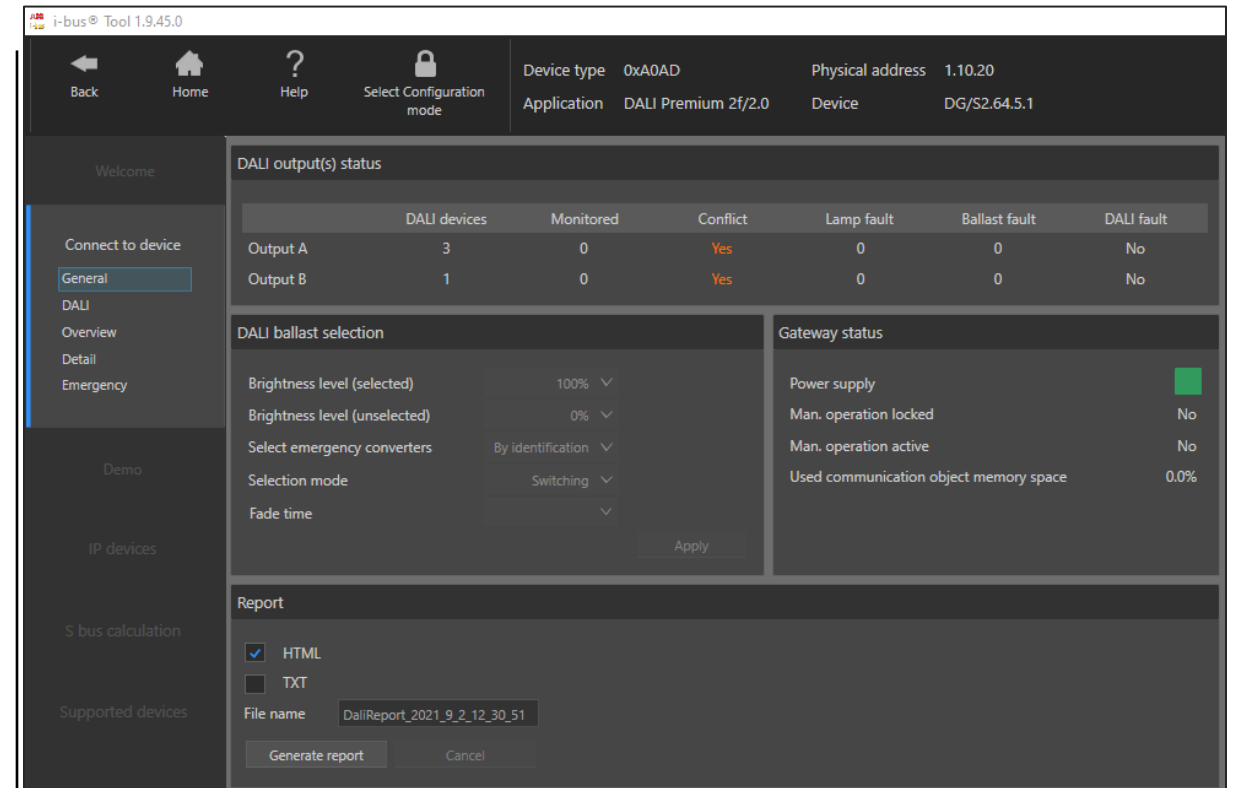 i-bus® Tool 1.9.45.0
Back Home Help Select Configuration mode
Device type 0xA0AD Physical address 1.10.20
Application DALI Premium 2f/2.0 Device DG/S2.64.5.1
Welcome
Connect to device
General
DALI
Overview
Detail
Emergency
Demo
IP devices
S bus calculation
Supported devices
DALI output(s) status
DALI devices Monitored Conflict Lamp fault Ballast fault DALI fault
Output A 3 0 Yes 0 0 No
Output B 1 0 Yes 0 0 No
DALI ballast selection
Brightness level (selected) 100%
Brightness level (unselected) 0%
Select emergency converters By identification
Selection mode Switching
Fade time
Apply
Gateway status
Power supply
Man. operation locked No
Man. operation active No
Used communication object memory space 0.0%
Report
HTML
TXT
File name DaliReport_2021_9_2_12_30_51
Generate report Cancel